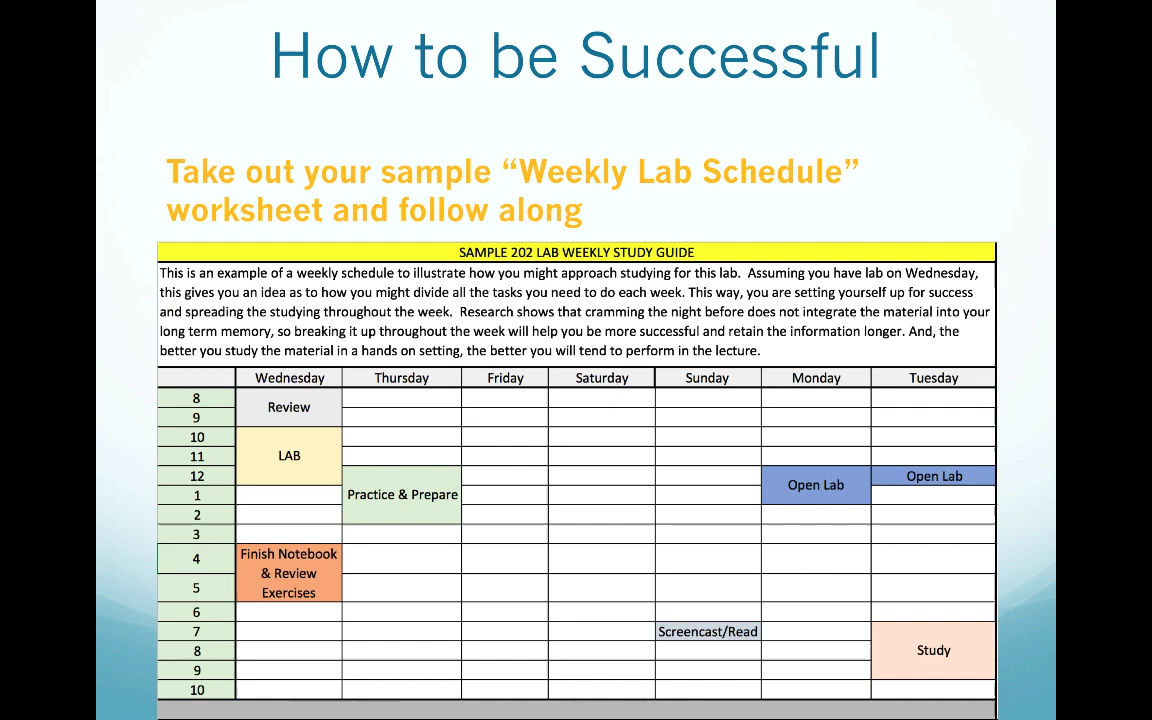 How to be Successful
Take out your sample “Weekly Lab Schedule”
worksheet and follow along
SAMPLE 202 LAB WEEKLY STUDY GUIDE
This is an example of a weekly schedule to illustrate how you might approach studying for this lab.  Assuming you have lab on Wednesday,
this gives you an idea as to how you might divide all the tasks you need to do each week. This way, you are setting yourself up for success
and spreading the studying throughout the week.  Research shows that cramming the night before does not integrate the material into your
long term memory, so breaking it up throughout the week will help you be more successful and retain the information longer. And, the
better you study the material in a hands on setting, the better you will tend to perform in the lecture.
Wednesday Thursday Friday Saturday Sunday Monday Tuesday
8
Review
9
10
11 LAB
12 Open Lab
1 Practice & Prepare Open Lab
2
3
4 Finish Notebook
& Review
5 Exercises
6
7 Screencast/Read
8 Study
9
10